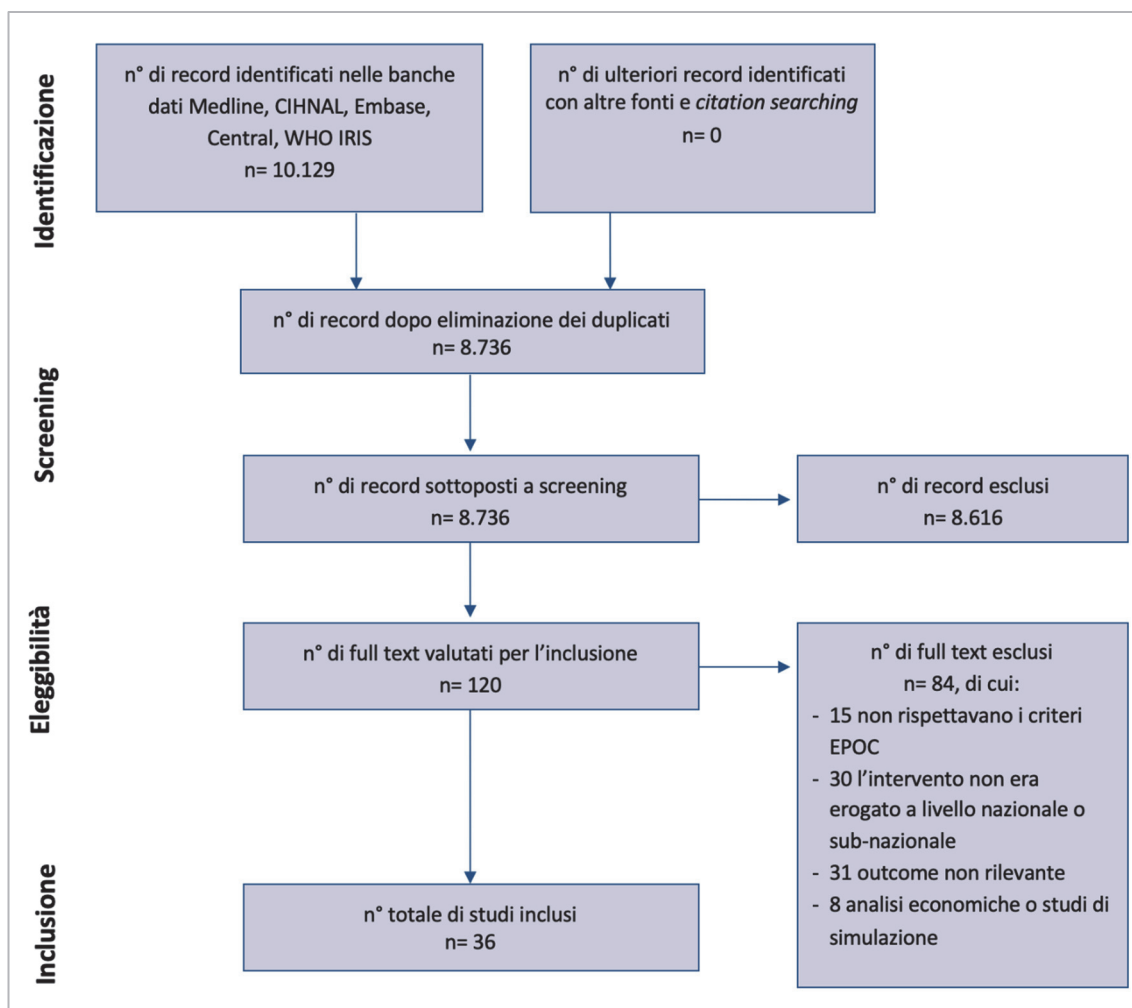 Identificazione
n° di record identificati nelle banche
dati Medline, CIHNAL, Embase,
Central, WHO IRIS
n= 10.129
n° di ulteriori record identificati
con altre fonti e citation searching
n= 0
Screening
n° di record dopo eliminazione dei duplicati
n= 8.736
n° di record sottoposti a screening
n= 8.736
n° di record esclusi
n= 8.616
Eleggibilità
n° di full text valutati per l’inclusione
n= 120
n° di full text esclusi
n= 84, di cui:
- 15 non rispettavano i criteri
EPOC
- 30 l’intervento non era
erogato a livello nazionale o
sub-nazionale
- 31 outcome non rilevante
- 8 analisi economiche o studi di
simulazione
Inclusione
n° totale di studi inclusi
n= 36